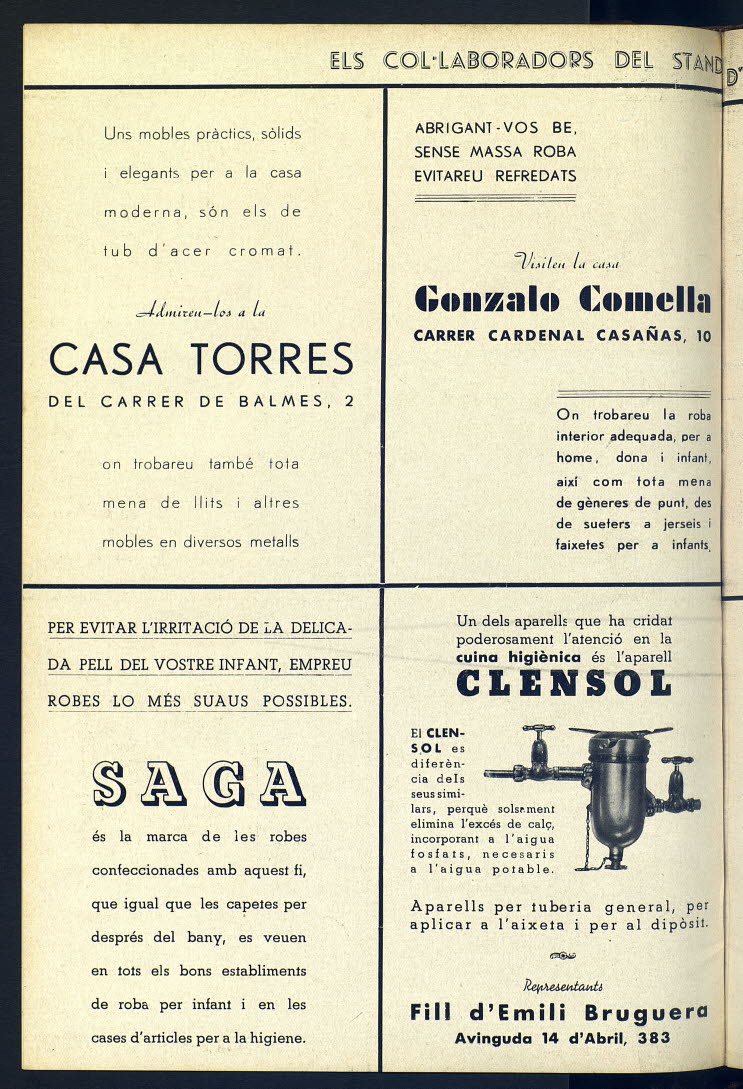 ELS COL·LABORADORS DEL STAND
D'
Uns mobles pràctics, sòlids
i elegants per a la casa
moderna, són els de
tub d'acer cromat.
Admireu-los a la
CASA TORRES
DEL CARRER DE BALMES, 2
on trobareu també tota
mena de llits i altres
mobles en diversos metalls
ABRIGANT-VOS BE,
SENSE MASSA ROBA
EVITAREU REFREDATS
Visiteu la casa
Gonzalo Comella
CARRER CARDENAL CASAÑAS, 10
On trobareu la roba
interior adequada, per a
home, dona i infant,
així com tota mena
de gèneres de punt, des
de sueters a jerseis i
faixetes per a infants.
PER EVITAR L'IRRITACIÓ DE LA DELICA-
DA PELL DEL VOSTRE INFANT, EMPREU
ROBES LO MÉS SUAUS POSSIBLES.
SAGA
és la marca de les robes
confeccionades amb aquest fi,
que igual que les capetes per
després del bany, es veuen
en tots els bons establiments
de roba per infant i en les
cases d'articles per a la higiene.
Un dels aparells que ha cridat
poderosament l'atenció en la
cuina higiènica és l'aparell
CLENSOL
El CLEN-
SOL es
diferèn-
cia dels
seus simi-
lars, perquè solsament
elimina l'excés de calç,
incorporant a l'aigua
fosfats, necesaris
a l'aigua potable.
Aparells per tuberia general, per
aplicar a l'aixeta i per al dipòsit.
Representants
Fill d'Emili Bruguera
Avinguda 14 d'Abril, 383